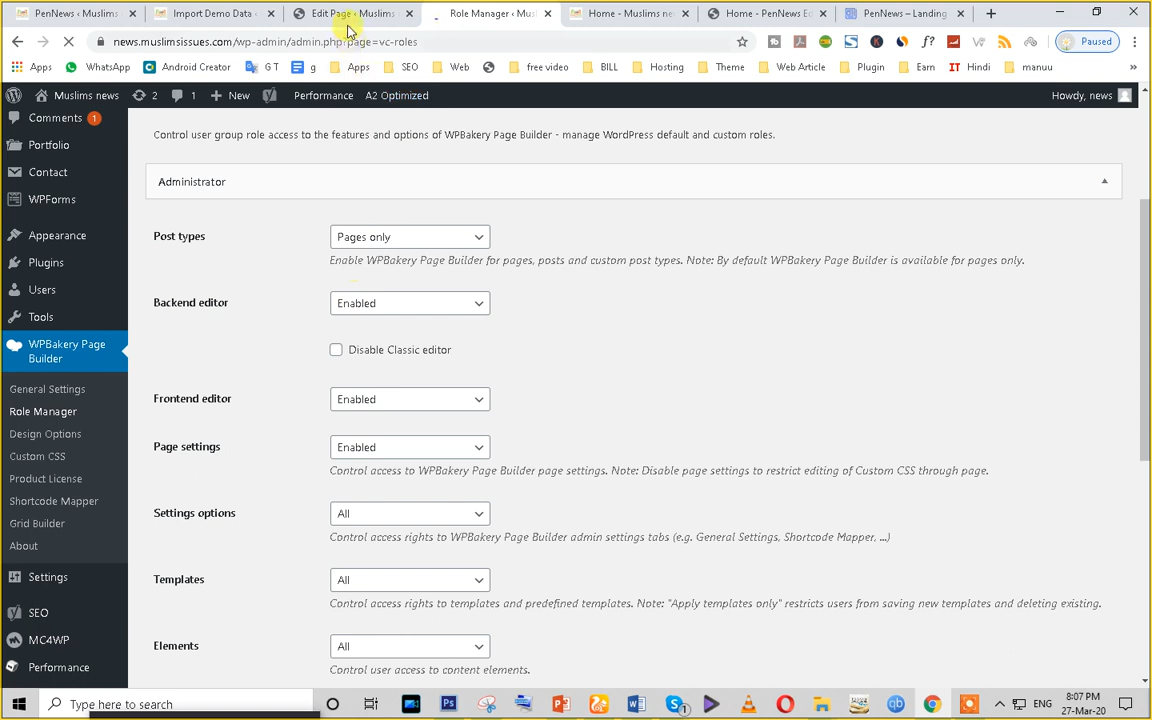 PenNews ‹ Muslims n
Import Demo Data ‹
Edit Page ‹ Muslims
Role Manager ‹ Mus
Home - Muslims ne
Home - PenNews Ed
PenNews – Landing
news.muslimsissues.com/wp-admin/admin.php?page=vc-roles
Paused
Apps
WhatsApp
Android Creator
G T
g
Apps
SEO
Web
free video
BILL
Hosting
Theme
Web Article
Plugin
Earn
IT Hindi
manuu
»
Muslims news
2
1
New
Performance
A2 Optimized
Howdy, news
Comments 1
Portfolio
Contact
WPForms
Appearance
Plugins
Users
Tools
WPBakery Page
Builder
General Settings
Role Manager
Design Options
Custom CSS
Product License
Shortcode Mapper
Grid Builder
About
Settings
SEO
MC4WP
Performance
Control user group role access to the features and options of WPBakery Page Builder - manage WordPress default and custom roles.
Administrator
Post types
Pages only
Enable WPBakery Page Builder for pages, posts and custom post types. Note: By default WPBakery Page Builder is available for pages only.
Backend editor
Enabled
Disable Classic editor
Frontend editor
Enabled
Page settings
Enabled
Control access to WPBakery Page Builder page settings. Note: Disable page settings to restrict editing of Custom CSS through page.
Settings options
All
Control access rights to WPBakery Page Builder admin settings tabs (e.g. General Settings, Shortcode Mapper, ...)
Templates
All
Control access rights to templates and predefined templates. Note: "Apply templates only" restricts users from saving new templates and deleting existing.
Elements
All
Control user access to content elements.
Type here to search
ENG
8:07 PM
27-Mar-20